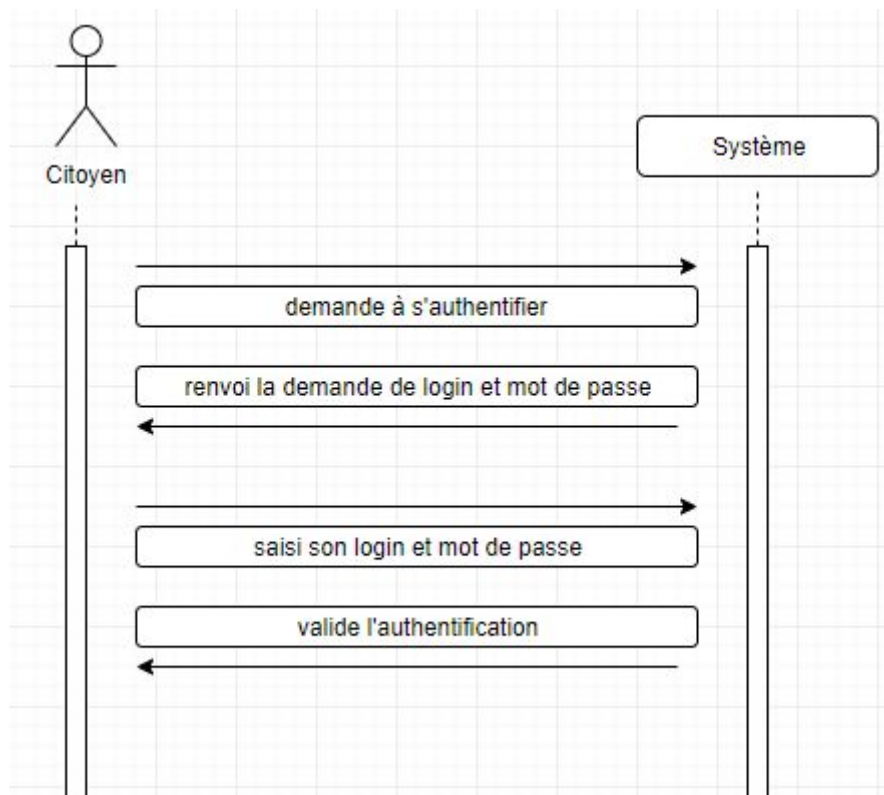 Citoyen
Système
demande à s'authentifier
renvoi la demande de login et mot de passe
saisi son login et mot de passe
valide l'authentification